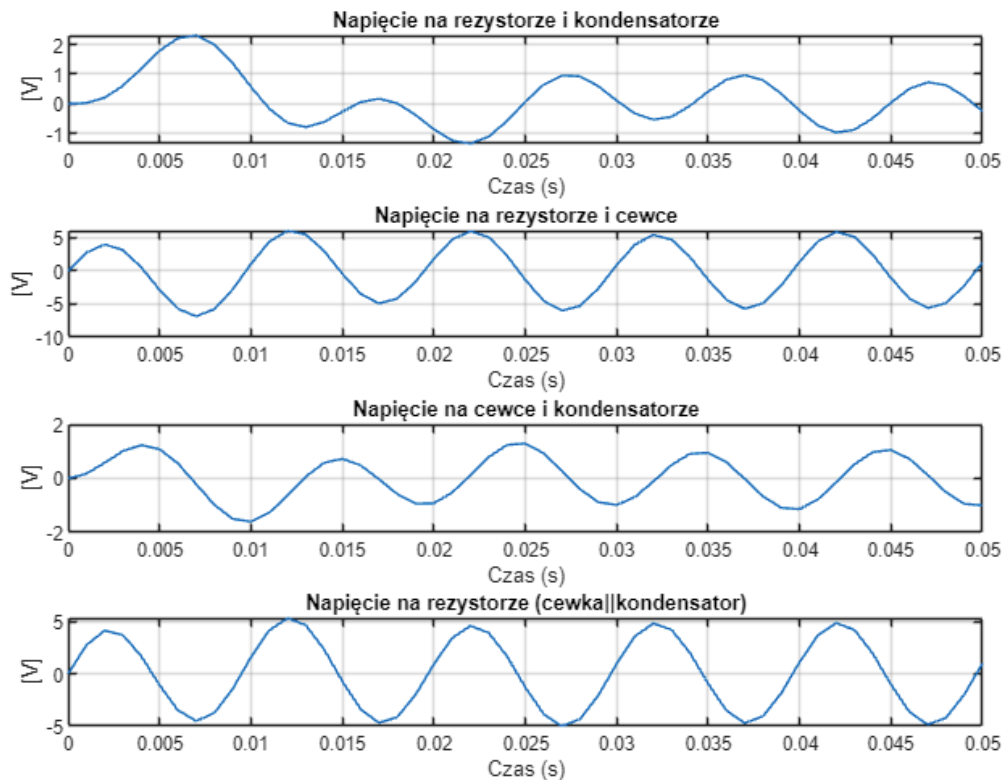 Napięcie na rezystorze i kondensatorze
[V]
2
1
0
-1
0 0.005 0.01 0.015 0.02 0.025 0.03 0.035 0.04 0.045 0.05
Czas (s)
Napięcie na rezystorze i cewce
[V]
5
0
-5
-10
0 0.005 0.01 0.015 0.02 0.025 0.03 0.035 0.04 0.045 0.05
Czas (s)
Napięcie na cewce i kondensatorze
[V]
2
0
-2
0 0.005 0.01 0.015 0.02 0.025 0.03 0.035 0.04 0.045 0.05
Czas (s)
Napięcie na rezystorze (cewka||kondensator)
[V]
5
0
-5
0 0.005 0.01 0.015 0.02 0.025 0.03 0.035 0.04 0.045 0.05
Czas (s)